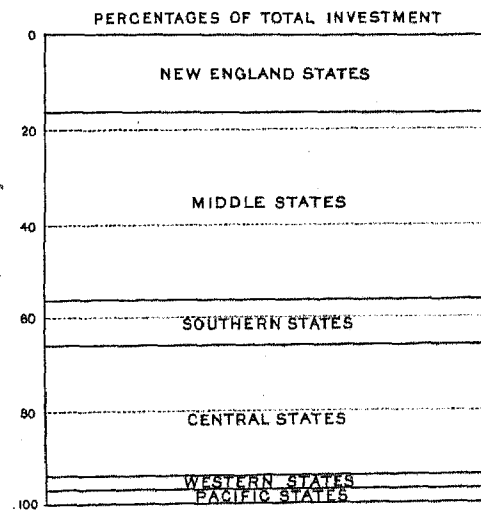 PERCENTAGES OF TOTAL INVESTMENT
0
NEW ENGLAND STATES
20
MIDDLE STATES
40
60
SOUTHERN STATES
80
CENTRAL STATES
WESTERN STATES
PACIFIC STATES
100